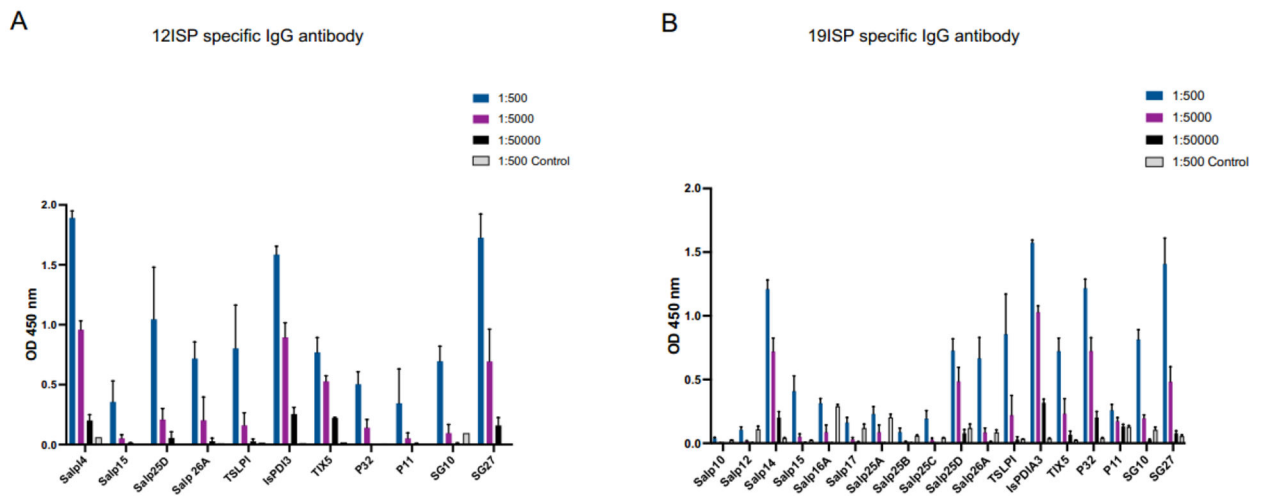 A
12ISP specific IgG antibody
1:500
1:5000
1:50000
1:500 Control
OD 450 nm
2.0
1.5
1.0
0.5
0.0
Salpl4
Salp15
Salp25D
Salp 26A
TSLPI
IsPDI3
TIX5
P32
P11
SG10
SG27
B
19ISP specific IgG antibody
1:500
1:5000
1:50000
1:500 Control
OD 450 nm
2.0
1.5
1.0
0.5
0.0
Salp10
Salp12
Salp14
Salp15
Salp16A
Salp17
Salp25A
Salp25B
Salp25C
Salp25D
Salp26A
TSLPI
IsPDIA3
TIX5
P32
P11
SG10
SG27